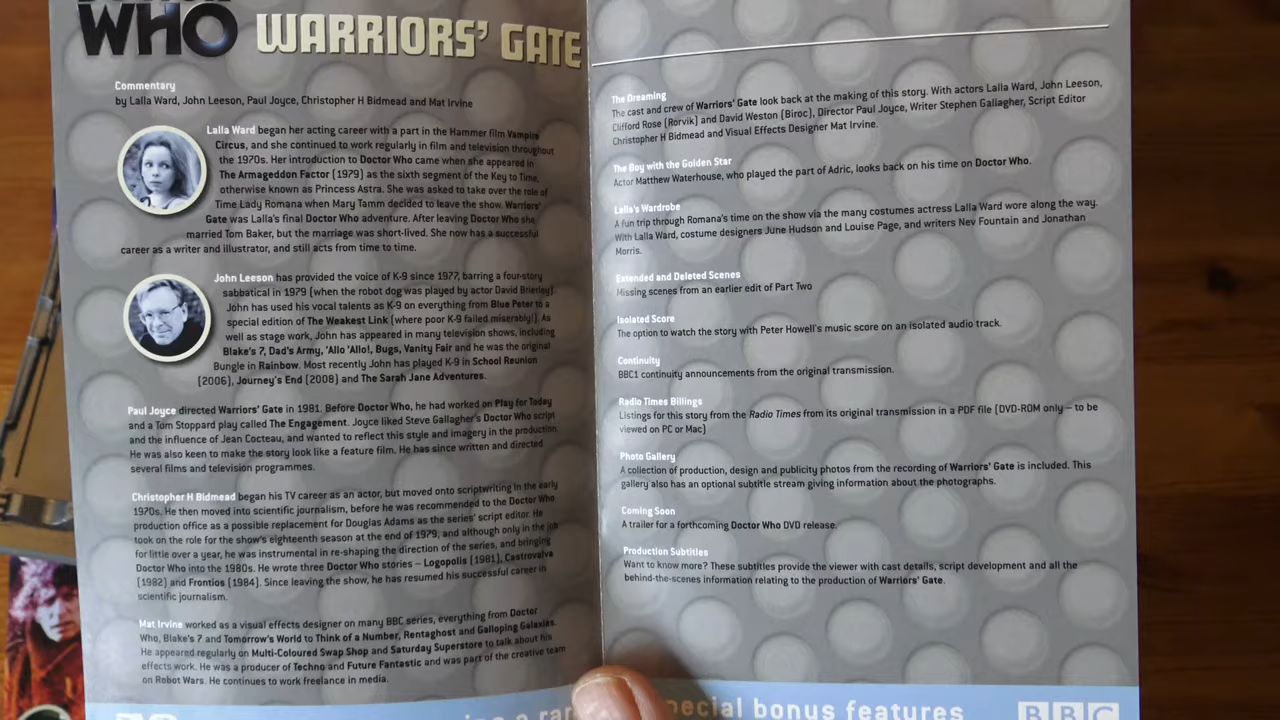 WHO WARRIORS' GATE
Commentary
by Lalla Ward, John Leeson, Paul Joyce, Christopher H Bidmead and Mat Irvine
Lalla Ward began her acting career with a part in the Hammer film Vampire
Circus, and she continued to work regularly in film and television throughout
the 1970s. Her introduction to Doctor Who came when she appeared in
The Armageddon Factor (1979) as the sixth segment of the Key to Time,
otherwise known as Princess Astra. She was asked to take over the role of
Time Lady Romana when Mary Tamm decided to leave the show. Warriors'
Gate was Lalla's final Doctor Who adventure. After leaving Doctor Who she
married Tom Baker, but the marriage was short-lived. She now has a successful
career as a writer and illustrator, and still acts from time to time.
John Leeson has provided the voice of K-9 since 1977, barring a four-story
sabbatical in 1979 (when the robot dog was played by actor David Brierley).
John has used his vocal talents as K-9 on everything from Blue Peter to a
special edition of The Weakest Link (where poor K-9 failed miserably!). As
well as stage work, John has appeared in many television shows, including
Blake's 7, Dad's Army, 'Allo 'Allo!, Bugs, Vanity Fair and he was the original
Bungle in Rainbow. Most recently John has played K-9 in School Reunion
(2006), Journey's End (2008) and The Sarah Jane Adventures.
Paul Joyce directed Warriors' Gate in 1981. Before Doctor Who, he had worked on Play for Today
and a Tom Stoppard play called The Engagement. Joyce liked Steve Gallagher's Doctor Who script
and the influence of Jean Cocteau, and wanted to reflect this style and imagery in the production.
He was also keen to make the story look like a feature film. He has since written and directed
several films and television programmes.
Christopher H Bidmead began his TV career as an actor, but moved onto scriptwriting in the early
1970s. He then moved into scientific journalism, before he was recommended to the Doctor Who
production office as a possible replacement for Douglas Adams as the series' script editor. He
took on the role for the show's eighteenth season at the end of 1979, and although only in the job
for little over a year, he was instrumental in re-shaping the direction of the series, and bringing
Doctor Who into the 1980s. He wrote three Doctor Who stories – Logopolis (1981), Castrovalva
(1982) and Frontios (1984). Since leaving the show, he has resumed his successful career in
scientific journalism.
Mat Irvine worked as a visual effects designer on many BBC series, everything from Doctor
Who, Blake's 7 and Tomorrow's World to Think of a Number, Rentaghost and Galloping Galaxies.
He appeared regularly on Multi-Coloured Swap Shop and Saturday Superstore to talk about his
effects work. He was a producer of Techno and Future Fantastic and was part of the creative team
on Robot Wars. He continues to work freelance in media.
The Dreaming
The cast and crew of Warriors' Gate look back at the making of this story. With actors Lalla Ward, John Leeson,
Clifford Rose (Rorvik) and David Weston (Biroc), Director Paul Joyce, Writer Stephen Gallagher, Script Editor
Christopher H Bidmead and Visual Effects Designer Mat Irvine.
The Boy with the Golden Star
Actor Matthew Waterhouse, who played the part of Adric, looks back on his time on Doctor Who.
Lalla's Wardrobe
A fun trip through Romana's time on the show via the many costumes actress Lalla Ward wore along the way.
With Lalla Ward, costume designers June Hudson and Louise Page, and writers Nev Fountain and Jonathan
Morris.
Extended and Deleted Scenes
Missing scenes from an earlier edit of Part Two
Isolated Score
The option to watch the story with Peter Howell's music score on an isolated audio track.
Continuity
BBC1 continuity announcements from the original transmission.
Radio Times Billings
Listings for this story from the Radio Times from its original transmission in a PDF file (DVD-ROM only – to be
viewed on PC or Mac)
Photo Gallery
A collection of production, design and publicity photos from the recording of Warriors' Gate is included. This
gallery also has an optional subtitle stream giving information about the photographs.
Coming Soon
A trailer for a forthcoming Doctor Who DVD release.
Production Subtitles
Want to know more? These subtitles provide the viewer with cast details, script development and all the
behind-the-scenes information relating to the production of Warriors' Gate.
bonus features
BBC